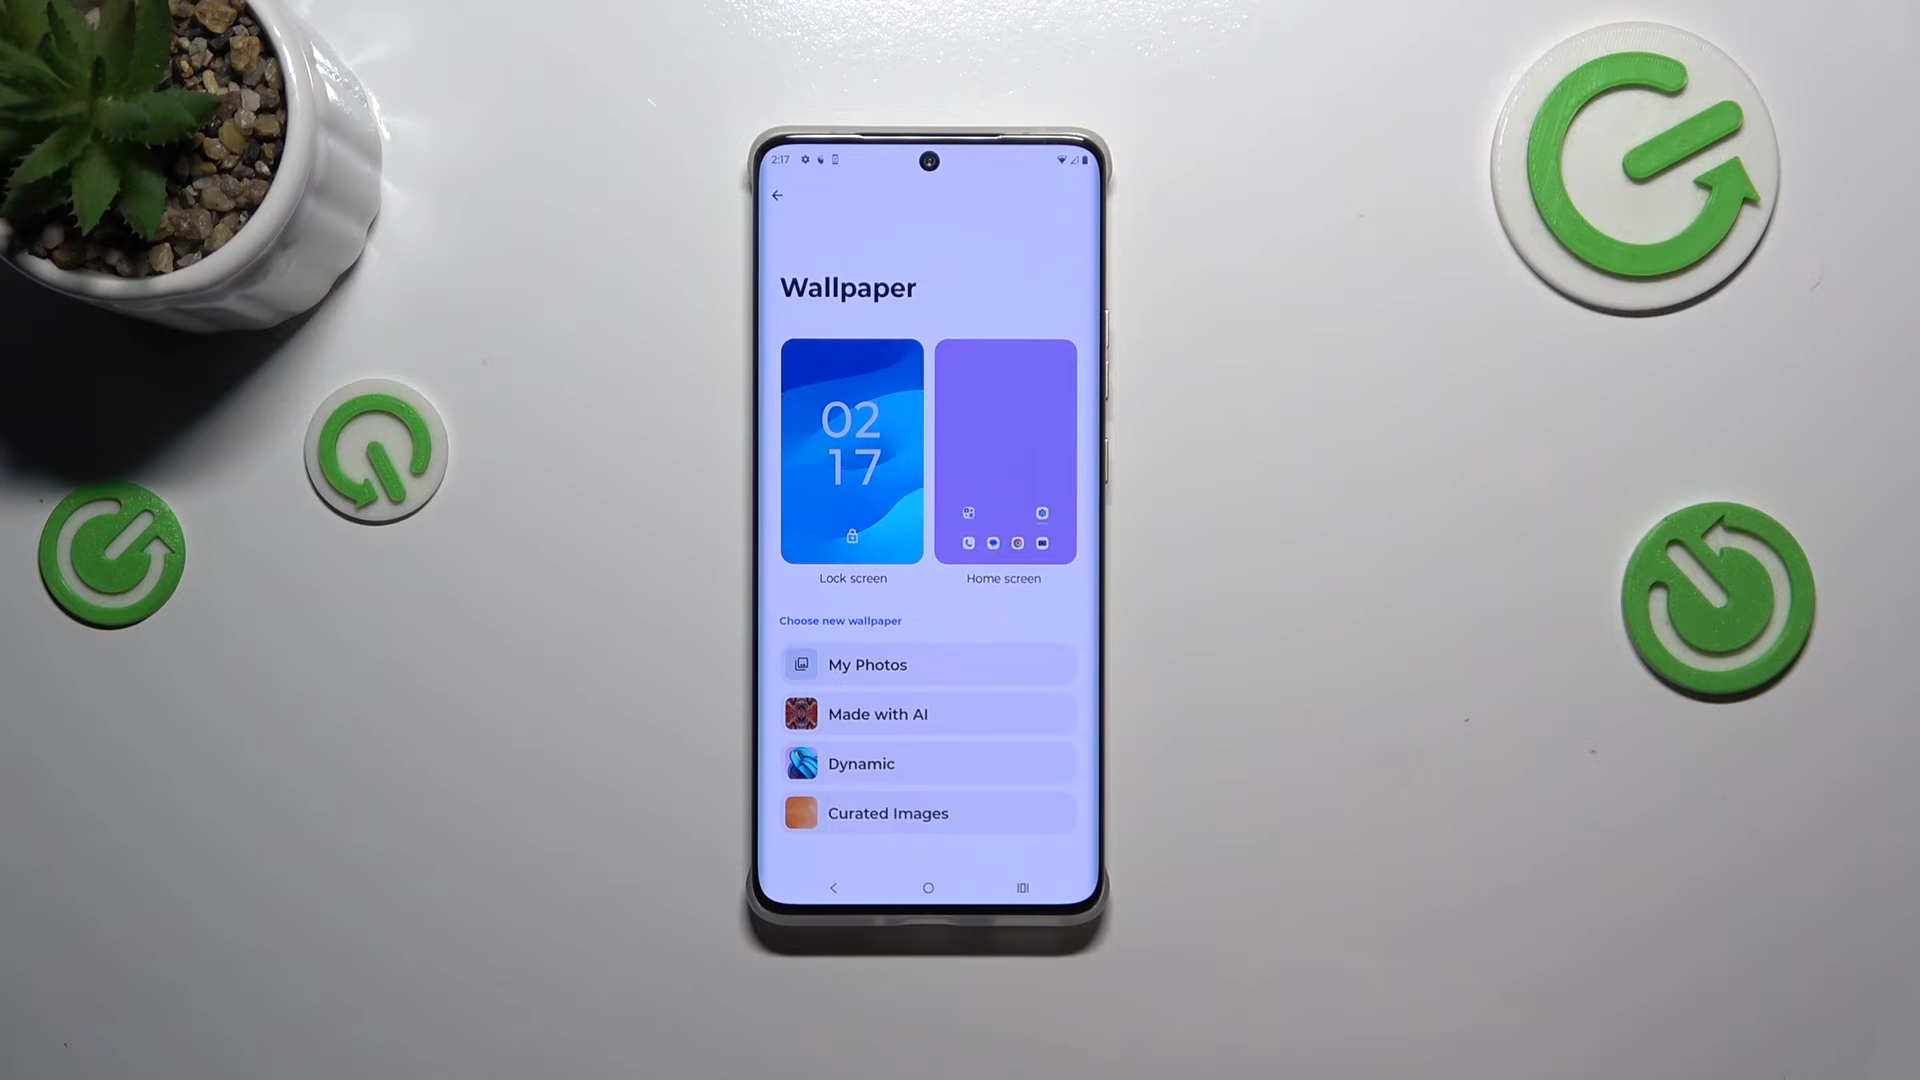 2:17
Wallpaper
02
17
Lock screen
Home screen
Choose new wallpaper
My Photos
Made with AI
Dynamic
Curated Images